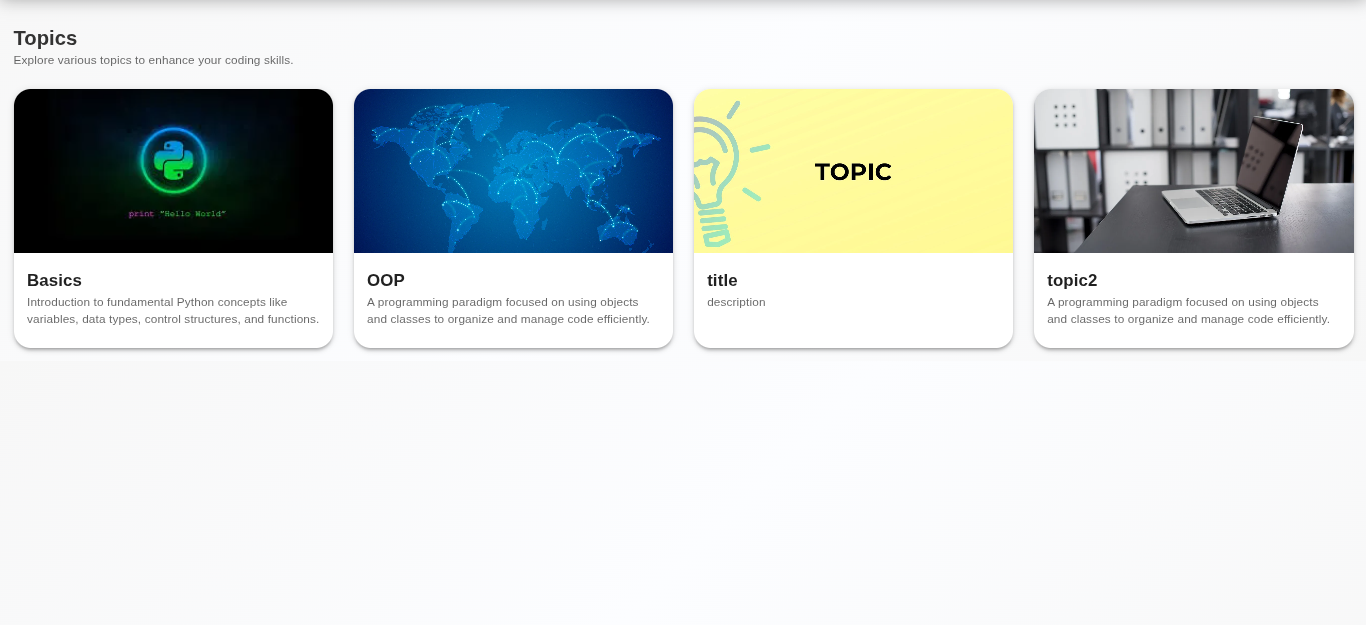 Topics
Explore various topics to enhance your coding skills.
print "Hello World"
TOPIC
Basics
Introduction to fundamental Python concepts like
variables, data types, control structures, and functions.
OOP
A programming paradigm focused on using objects
and classes to organize and manage code efficiently.
title
description
topic2
A programming paradigm focused on using objects
and classes to organize and manage code efficiently.